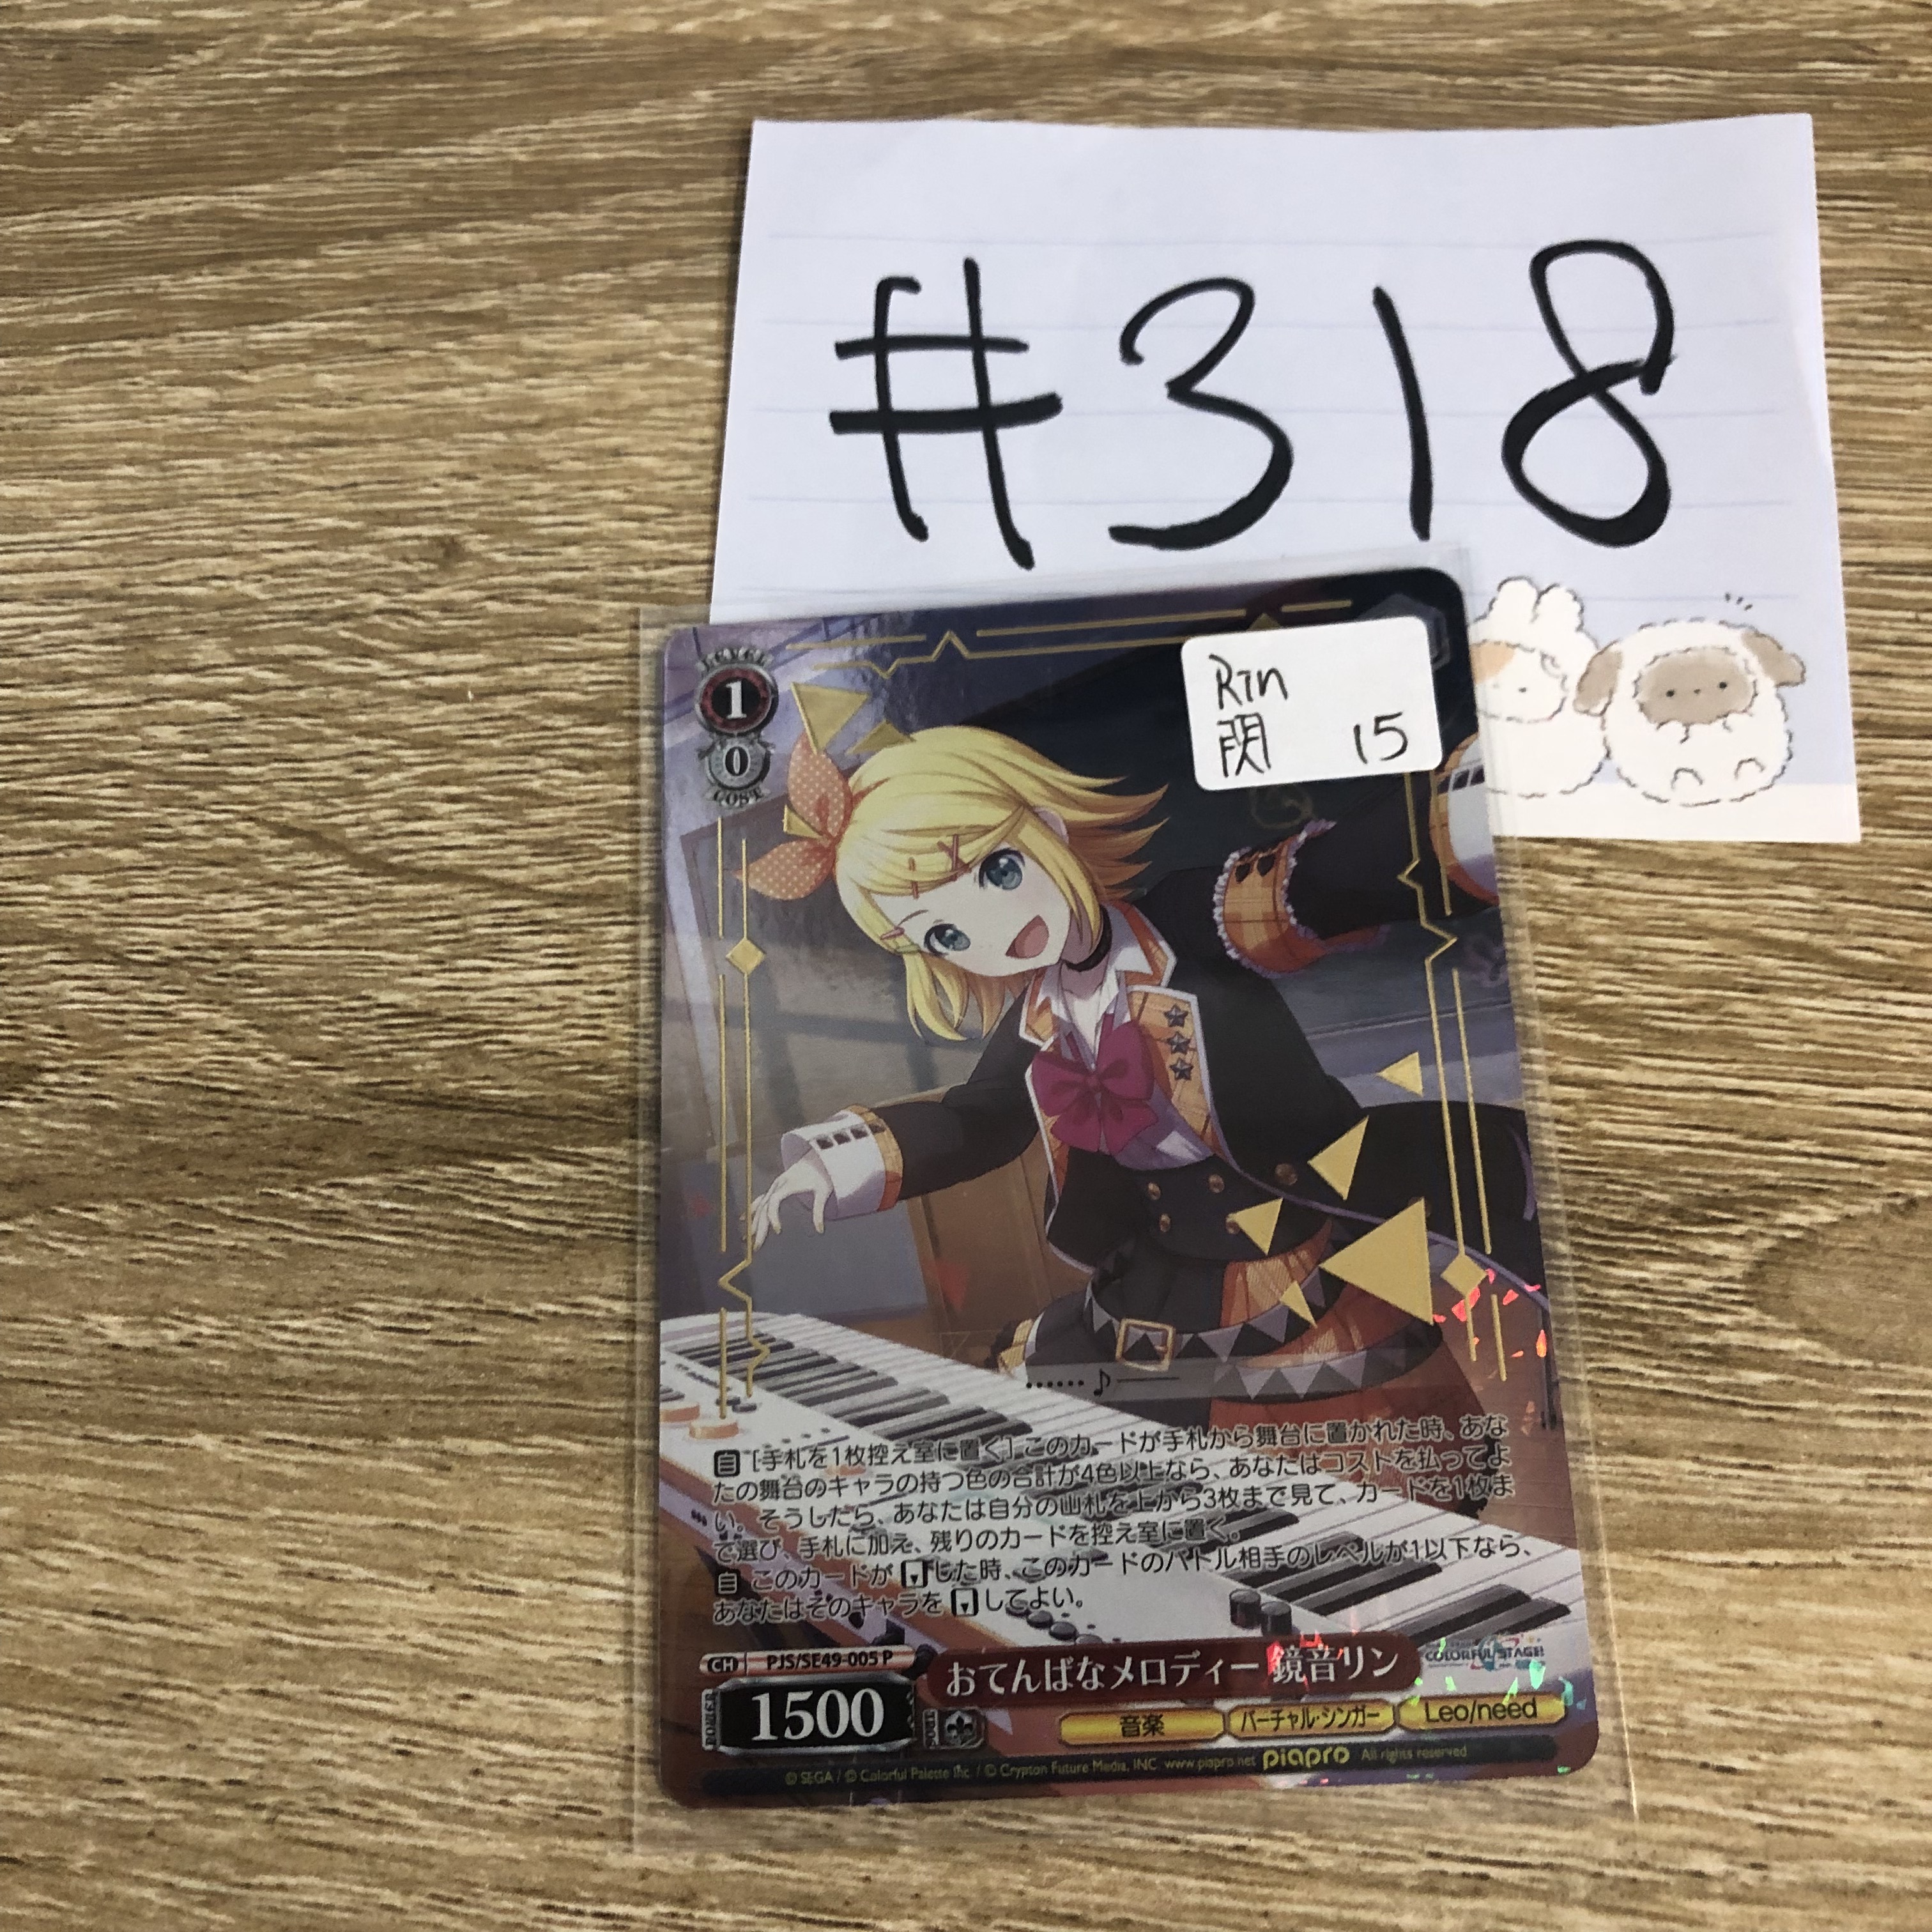 #318
Rin
閃 15
LEVEL
1
0
COST
……♪——
自 [手札を1枚控え室に置く] このカードが手札から舞台に置かれた時、あな
たの舞台のキャラの持つ色の合計が4色以上なら、あなたはコストを払ってよ
い。そうしたら、あなたは自分の山札を上から3枚まで見て、カードを1枚ま
で選び、手札に加え、残りのカードを控え室に置く。
自 このカードが した時、このカードのバトル相手のレベルが1以下なら、
あなたはそのキャラを してよい。
CH PJS/SE49-005 P
おてんばなメロディー 鏡音リン
COLORFUL STAGE!
POWER 1500 SOUL
音楽 バーチャル・シンガー Leo/need
© SEGA / © Colorful Palette Inc. / © Crypton Future Media, INC. www.piapro.net piapro All rights reserved